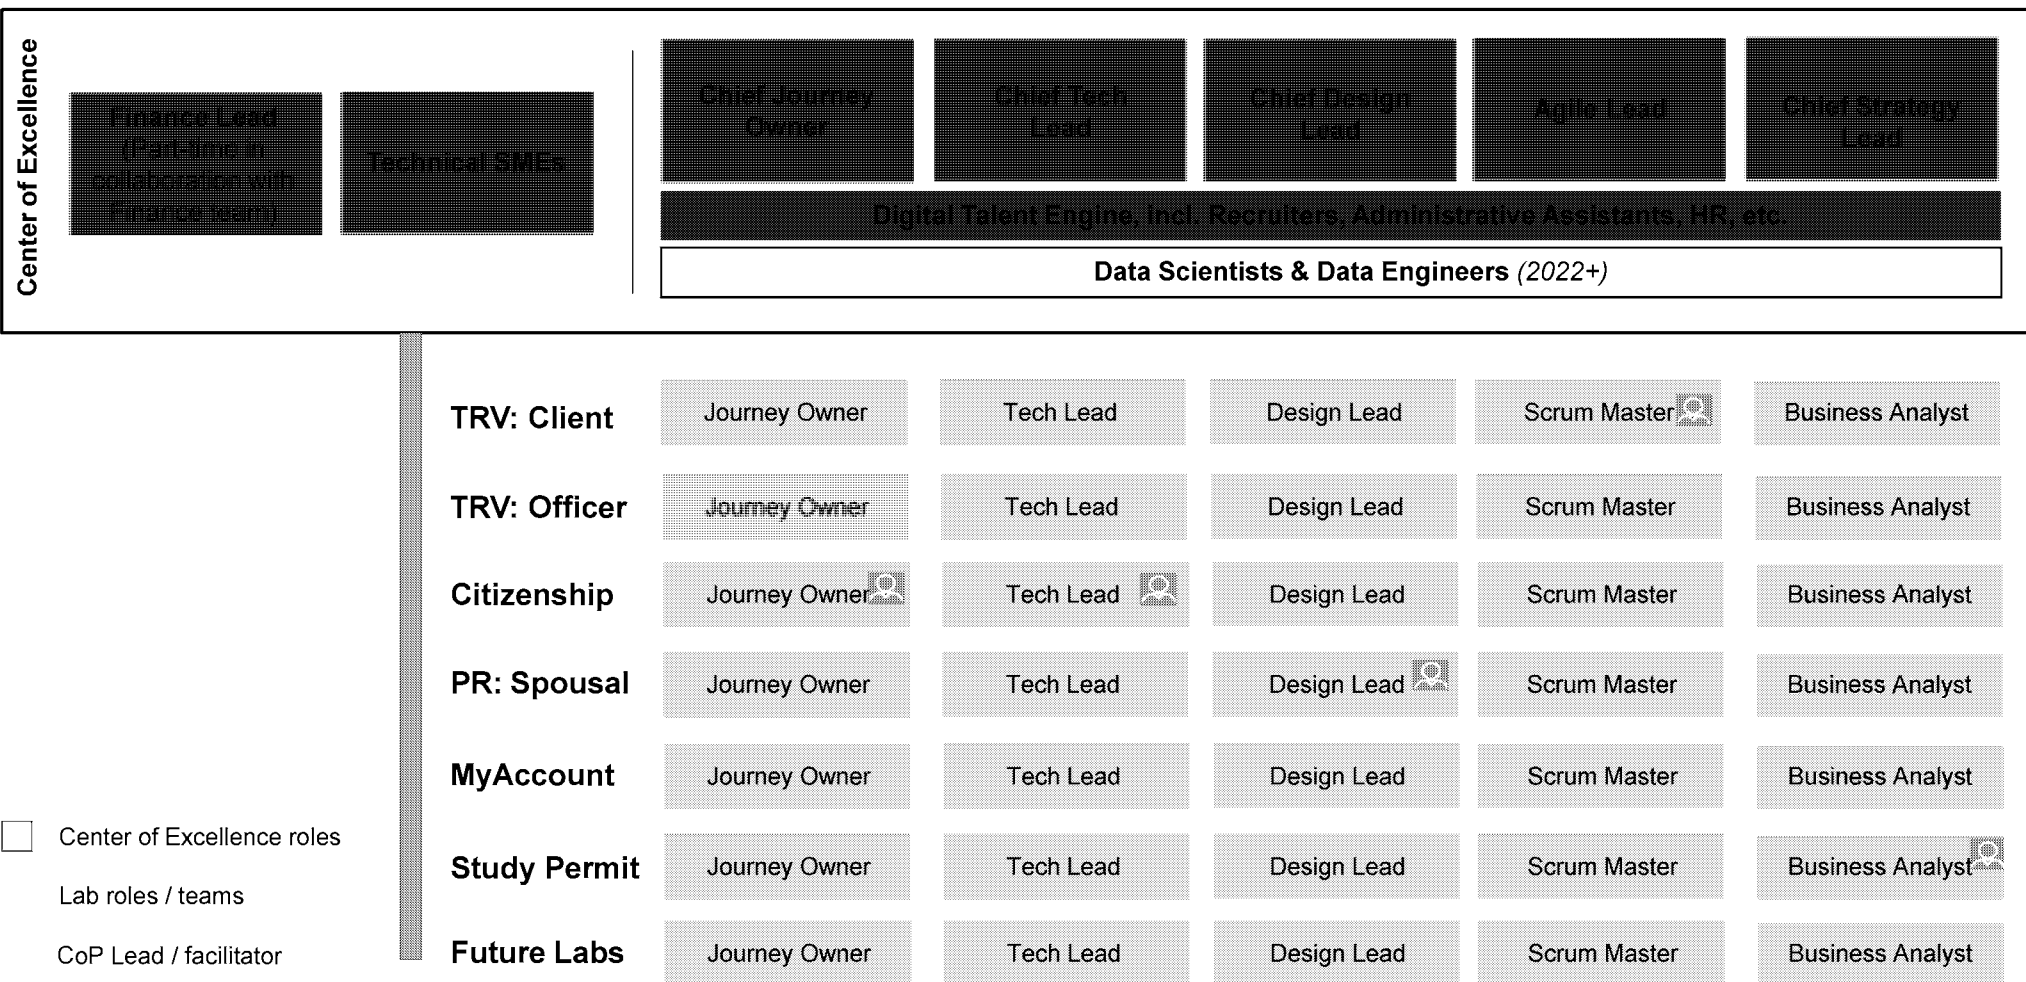 Center of Excellence
Finance Lead
(Part-time in
collaboration with
Finance team)
Technical SMEs
Chief Journey
Owner
Chief Tech
Lead
Chief Design
Lead
Agile Lead
Chief Strategy
Lead
Digital Talent Engine, incl. Recruiters, Administrative Assistants, HR, etc.
Data Scientists & Data Engineers (2022+)
TRV: Client
Journey Owner
Tech Lead
Design Lead
Scrum Master
Business Analyst
TRV: Officer
Journey Owner
Tech Lead
Design Lead
Scrum Master
Business Analyst
Citizenship
Journey Owner
Tech Lead
Design Lead
Scrum Master
Business Analyst
PR: Spousal
Journey Owner
Tech Lead
Design Lead
Scrum Master
Business Analyst
MyAccount
Journey Owner
Tech Lead
Design Lead
Scrum Master
Business Analyst
Study Permit
Journey Owner
Tech Lead
Design Lead
Scrum Master
Business Analyst
Future Labs
Journey Owner
Tech Lead
Design Lead
Scrum Master
Business Analyst
Center of Excellence roles
Lab roles / teams
CoP Lead / facilitator